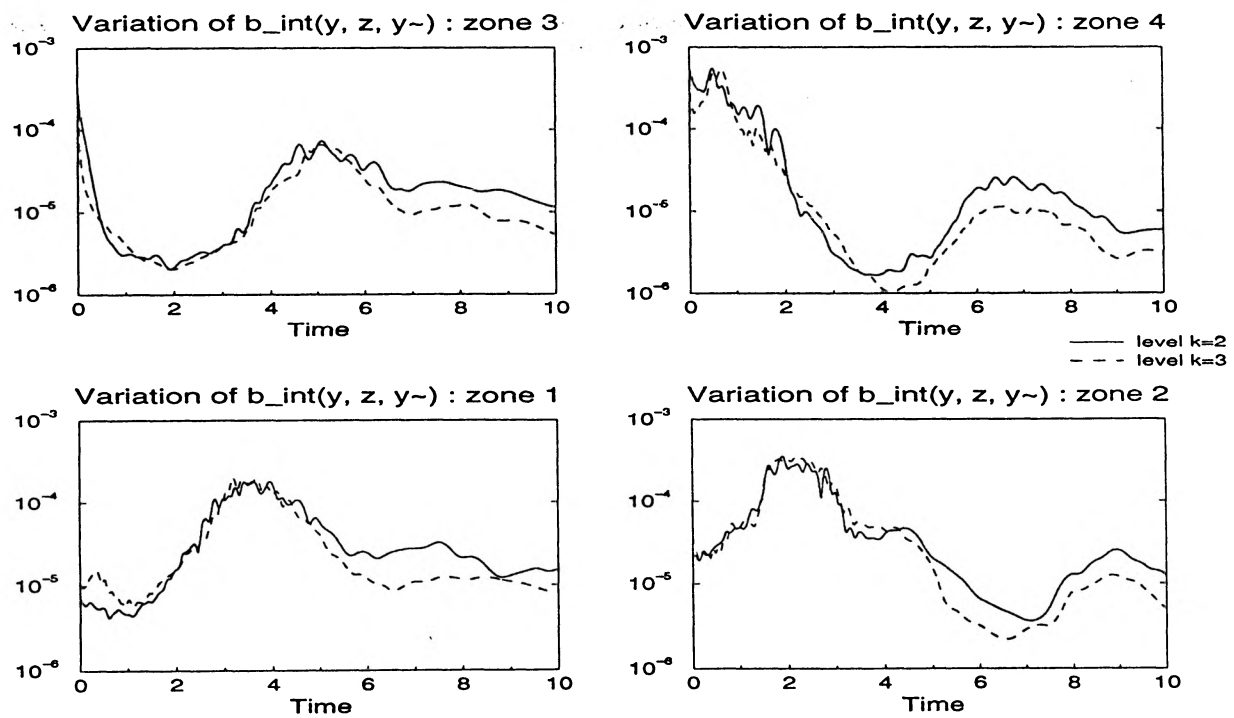 Variation of b_int(y, z, y~) : zone 3
10⁻³
10⁻⁴
10⁻⁵
10⁻⁶
0 2 4 6 8 10
Time
Variation of b_int(y, z, y~) : zone 4
10⁻³
10⁻⁴
10⁻⁵
10⁻⁶
0 2 4 6 8 10
Time
level k=2
level k=3
Variation of b_int(y, z, y~) : zone 1
10⁻³
10⁻⁴
10⁻⁵
10⁻⁶
0 2 4 6 8 10
Time
Variation of b_int(y, z, y~) : zone 2
10⁻³
10⁻⁴
10⁻⁵
10⁻⁶
0 2 4 6 8 10
Time